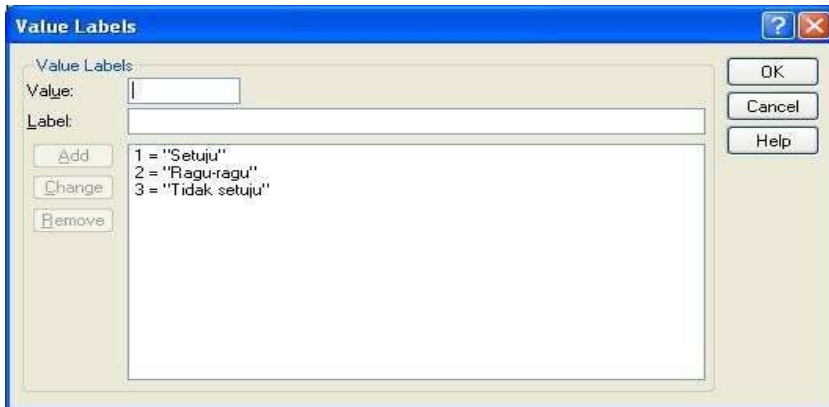 Value Labels
Value Labels
Value:
Label:
Add
Change
Remove
1 = "Setuju"
2 = "Ragu-ragu"
3 = "Tidak setuju"
OK
Cancel
Help